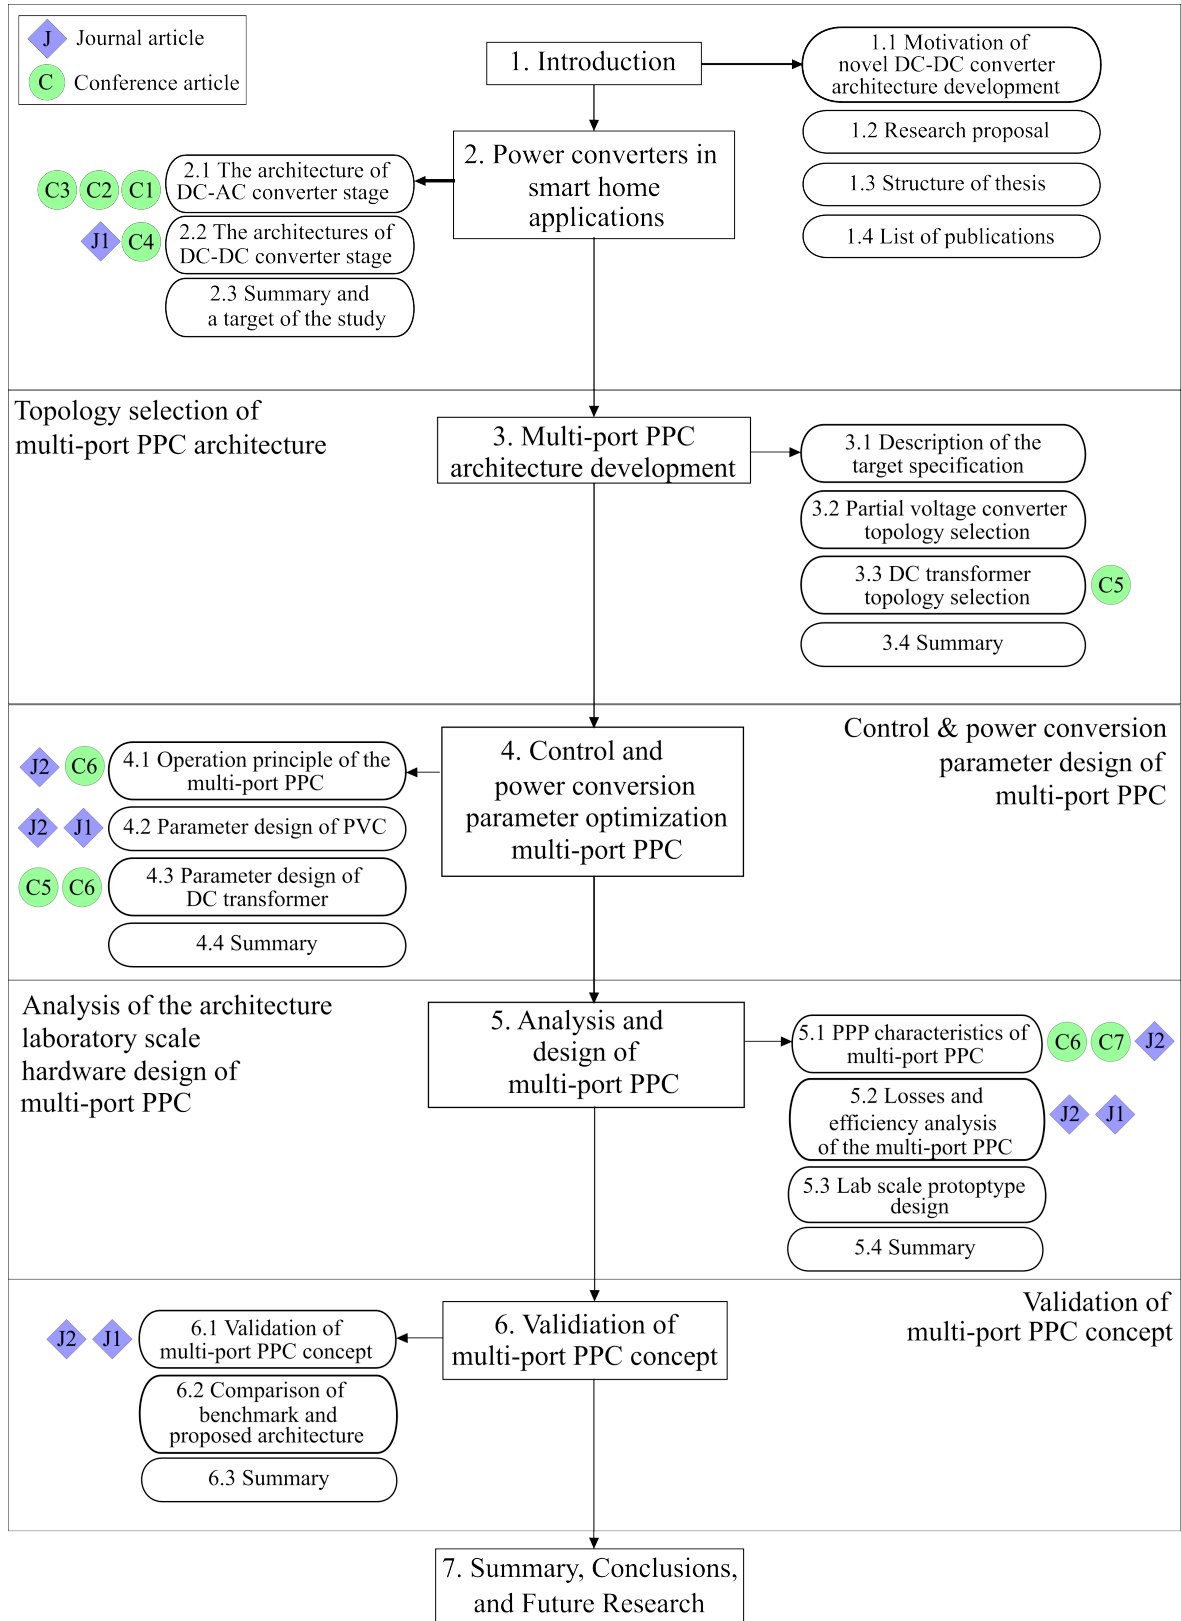 J Journal article
C Conference article
1. Introduction
1.1 Motivation of
novel DC-DC converter
architecture development
1.2 Research proposal
1.3 Structure of thesis
1.4 List of publications
2. Power converters in
smart home
applications
C3 C2 C1
2.1 The architecture of
DC-AC converter stage
J1 C4
2.2 The architectures of
DC-DC converter stage
2.3 Summary and
a target of the study
Topology selection of
multi-port PPC architecture
3. Multi-port PPC
architecture development
3.1 Description of the
target specification
3.2 Partial voltage converter
topology selection
3.3 DC transformer
topology selection
C5
3.4 Summary
Control & power conversion
parameter design of
multi-port PPC
4. Control and
power conversion
parameter optimization
multi-port PPC
J2 C6
4.1 Operation principle of the
multi-port PPC
J2 J1
4.2 Parameter design of PVC
C5 C6
4.3 Parameter design of
DC transformer
4.4 Summary
Analysis of the architecture
laboratory scale
hardware design of
multi-port PPC
5. Analysis and
design of
multi-port PPC
5.1 PPP characteristics of
multi-port PPC
C6 C7 J2
5.2 Losses and
efficiency analysis
of the multi-port PPC
J2 J1
5.3 Lab scale protoptype
design
5.4 Summary
Validation of
multi-port PPC concept
6. Validiation of
multi-port PPC concept
J2 J1
6.1 Validation of
multi-port PPC concept
6.2 Comparison of
benchmark and
proposed architecture
6.3 Summary
7. Summary, Conclusions,
and Future Research